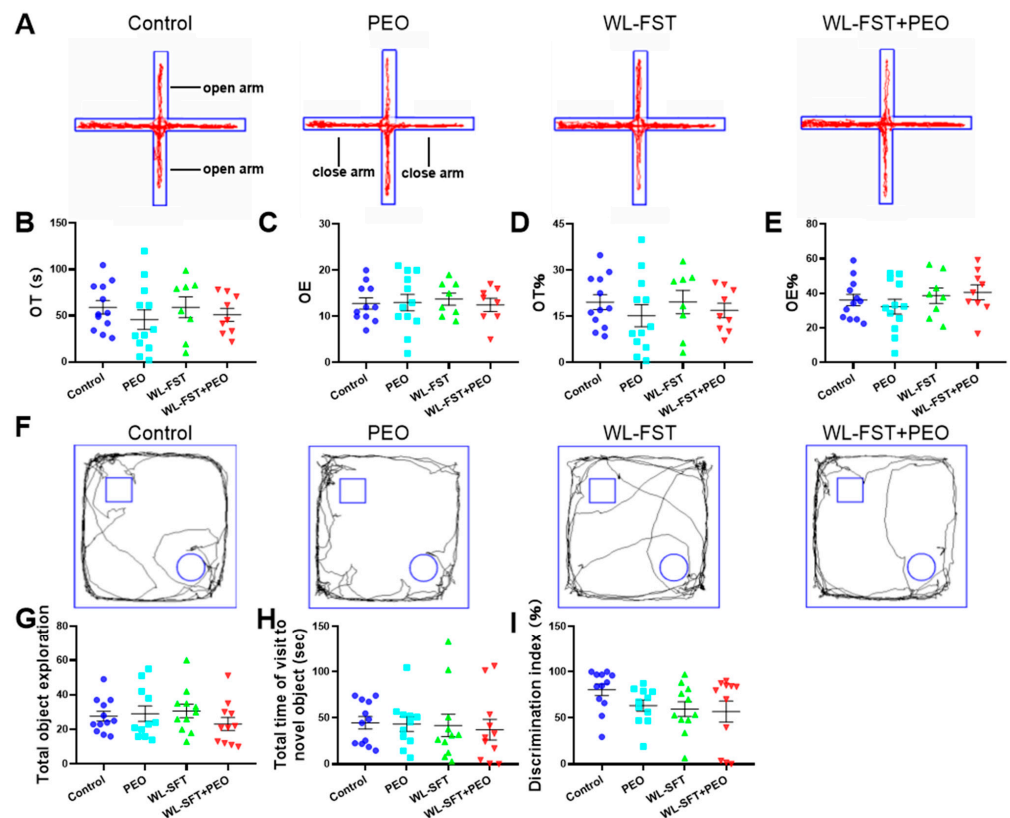 A
Control
PEO
WL-FST
WL-FST+PEO
open arm
open arm
close arm
close arm
B
OT (s)
150
100
50
0
Control
PEO
WL-FST
WL-FST+PEO
C
OE
30
20
10
0
Control
PEO
WL-FST
WL-FST+PEO
D
OT%
45
30
15
0
Control
PEO
WL-FST
WL-FST+PEO
E
OE%
80
60
40
20
0
Control
PEO
WL-FST
WL-FST+PEO
F
Control
PEO
WL-FST
WL-FST+PEO
G
Total object exploration
80
60
40
20
0
Control
PEO
WL-SFT
WL-SFT+PEO
H
Total time of visit to
novel object (sec)
150
100
50
0
Control
PEO
WL-SFT
WL-SFT+PEO
I
Discrimination index (%)
150
100
50
0
Control
PEO
WL-SFT
WL-SFT+PEO